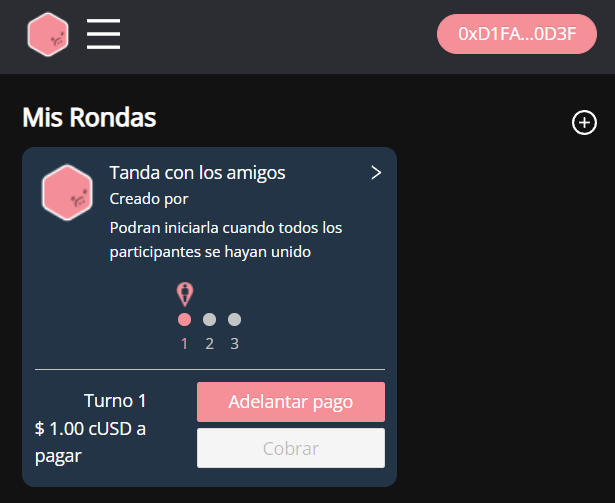 0xD1FA...0D3F
Mis Rondas
Tanda con los amigos
Creado por
Podran iniciarla cuando todos los
participantes se hayan unido
1 2 3
Turno 1
$ 1.00 cUSD a
pagar
Adelantar pago
Cobrar